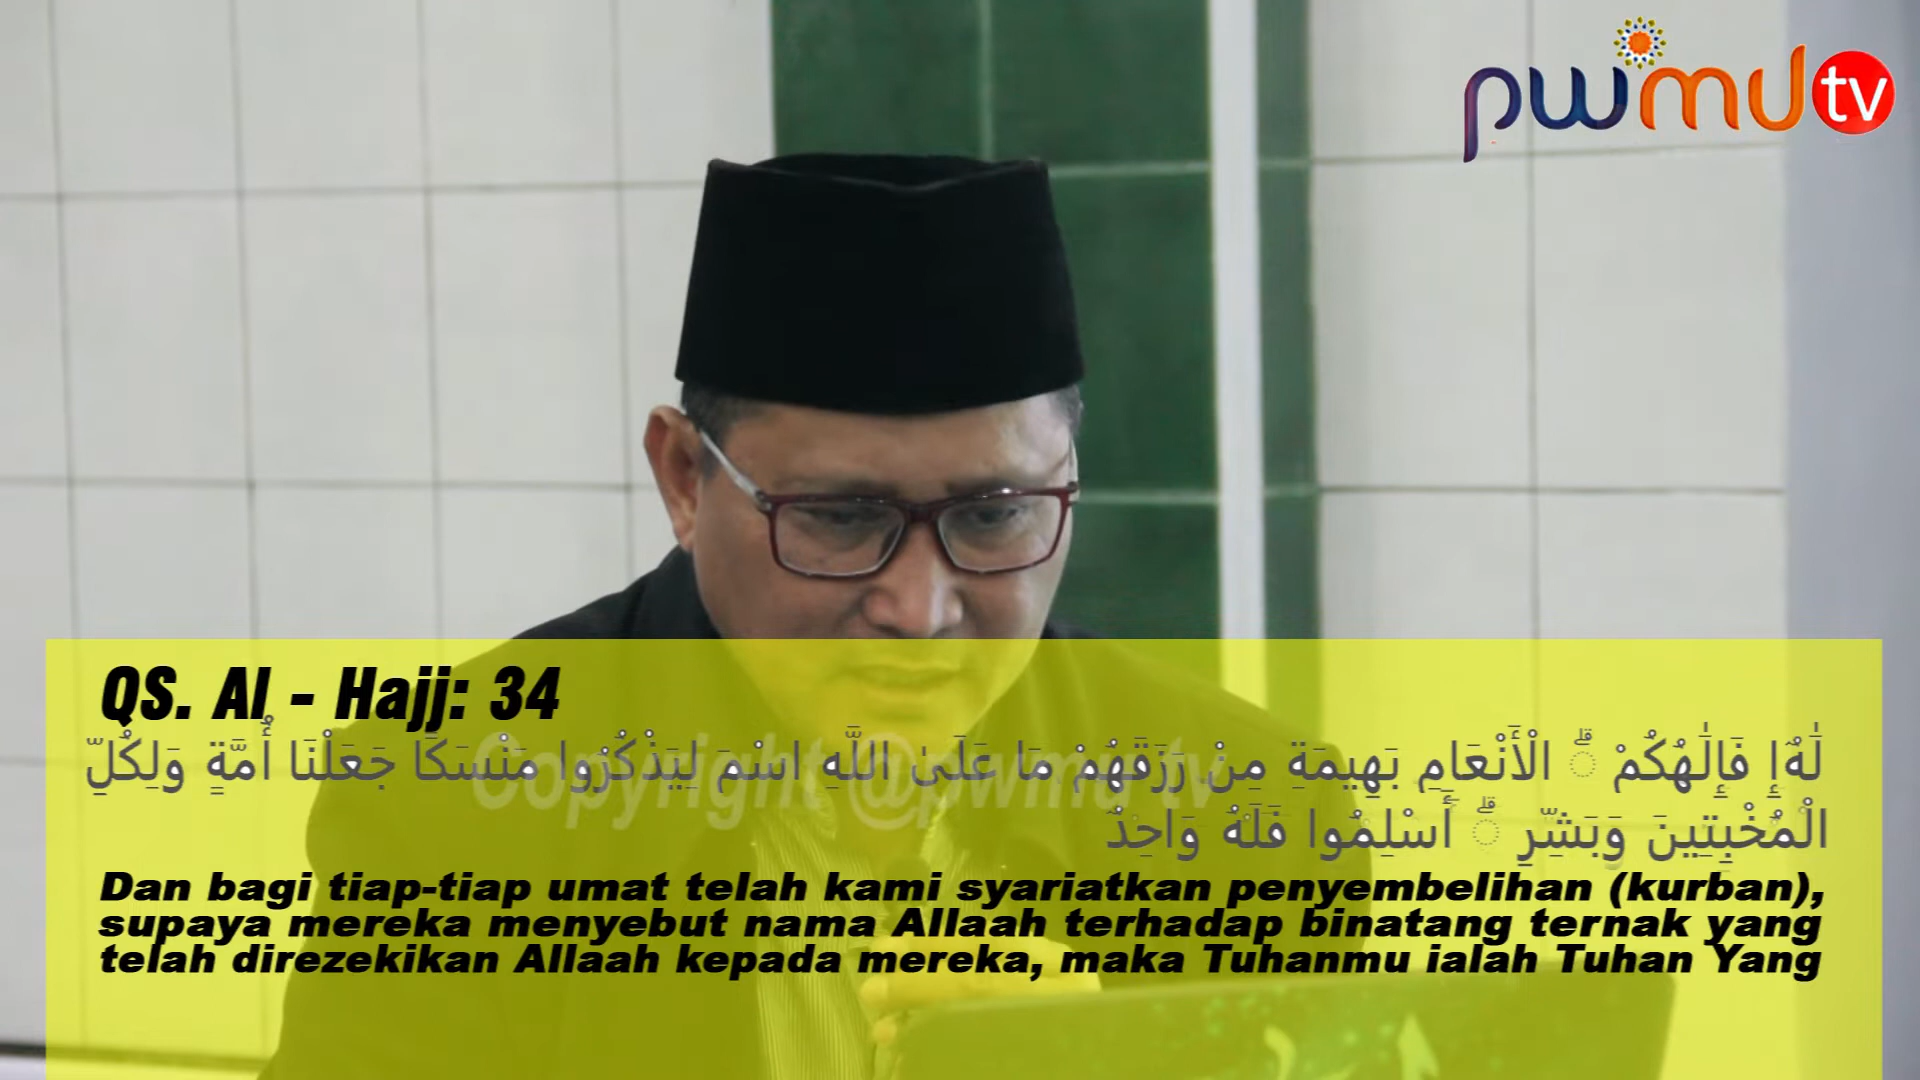 pwmu tv
QS. Al - Hajj: 34
لَٰهٌإِ فَإِلَٰهُكُمْ ۗ الْأَنْعَامِ بَهِيمَةِ مِنْ رَزَقَهُمْ مَا عَلَىٰ اللَّهِ اسْمَ لِيَذْكُرُوا مَنْسَكًا جَعَلْنَا أُمَّةٍ وَلِكُلِّ
الْمُخْبِتِينَ وَبَشِّرِ ۗ أَسْلِمُوا فَلَهُ وَاحِدٌ
Copyright @pwmu tv
Dan bagi tiap-tiap umat telah kami syariatkan penyembelihan (kurban),
supaya mereka menyebut nama Allaah terhadap binatang ternak yang
telah direzekikan Allaah kepada mereka, maka Tuhanmu ialah Tuhan Yang